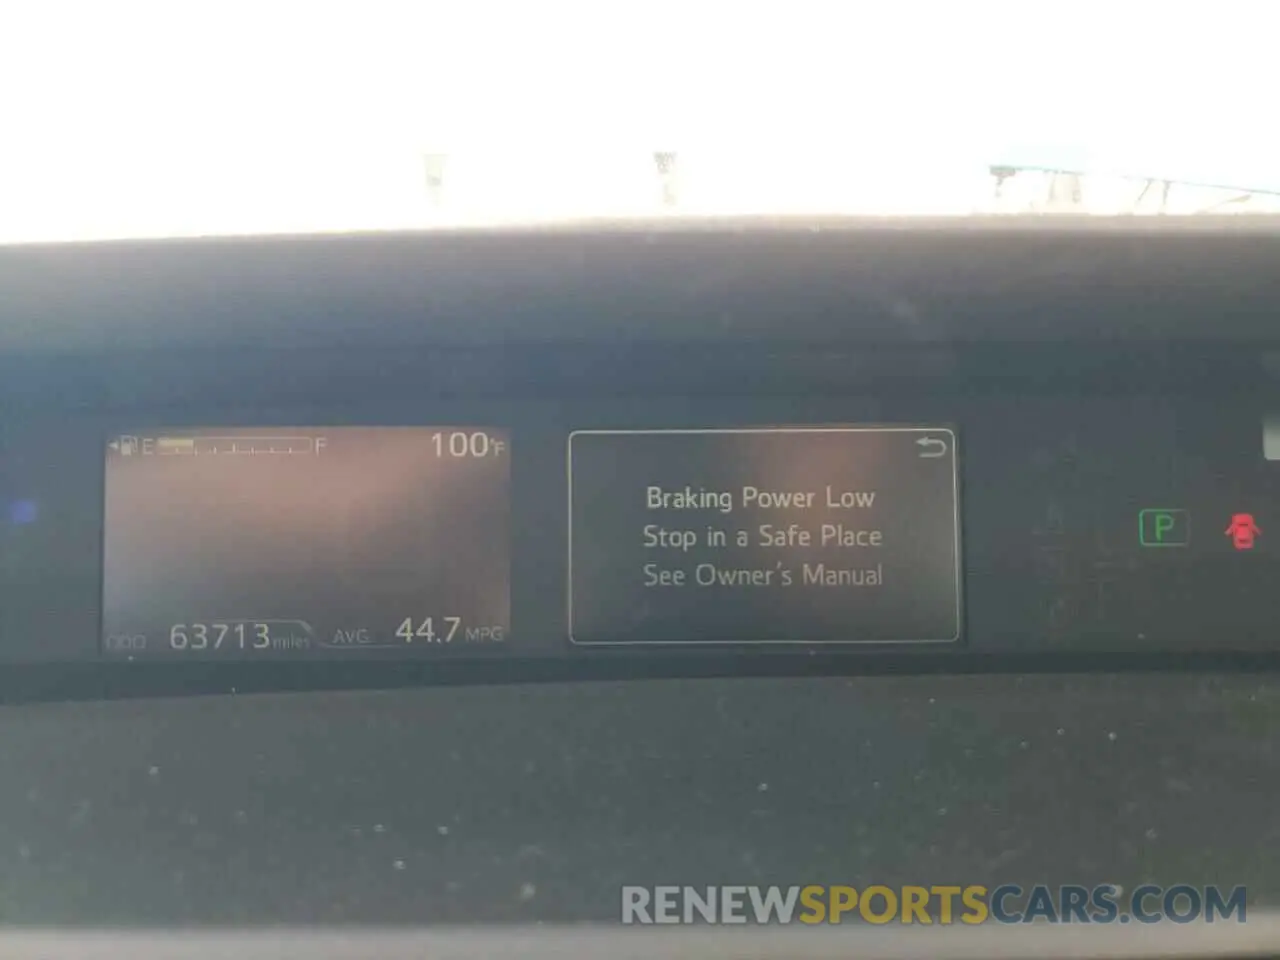 E F 100°F
ODO 63713 miles AVG. 44.7 MPG
Braking Power Low
Stop in a Safe Place
See Owner's Manual
P
RENEWSPORTSCARS.COM